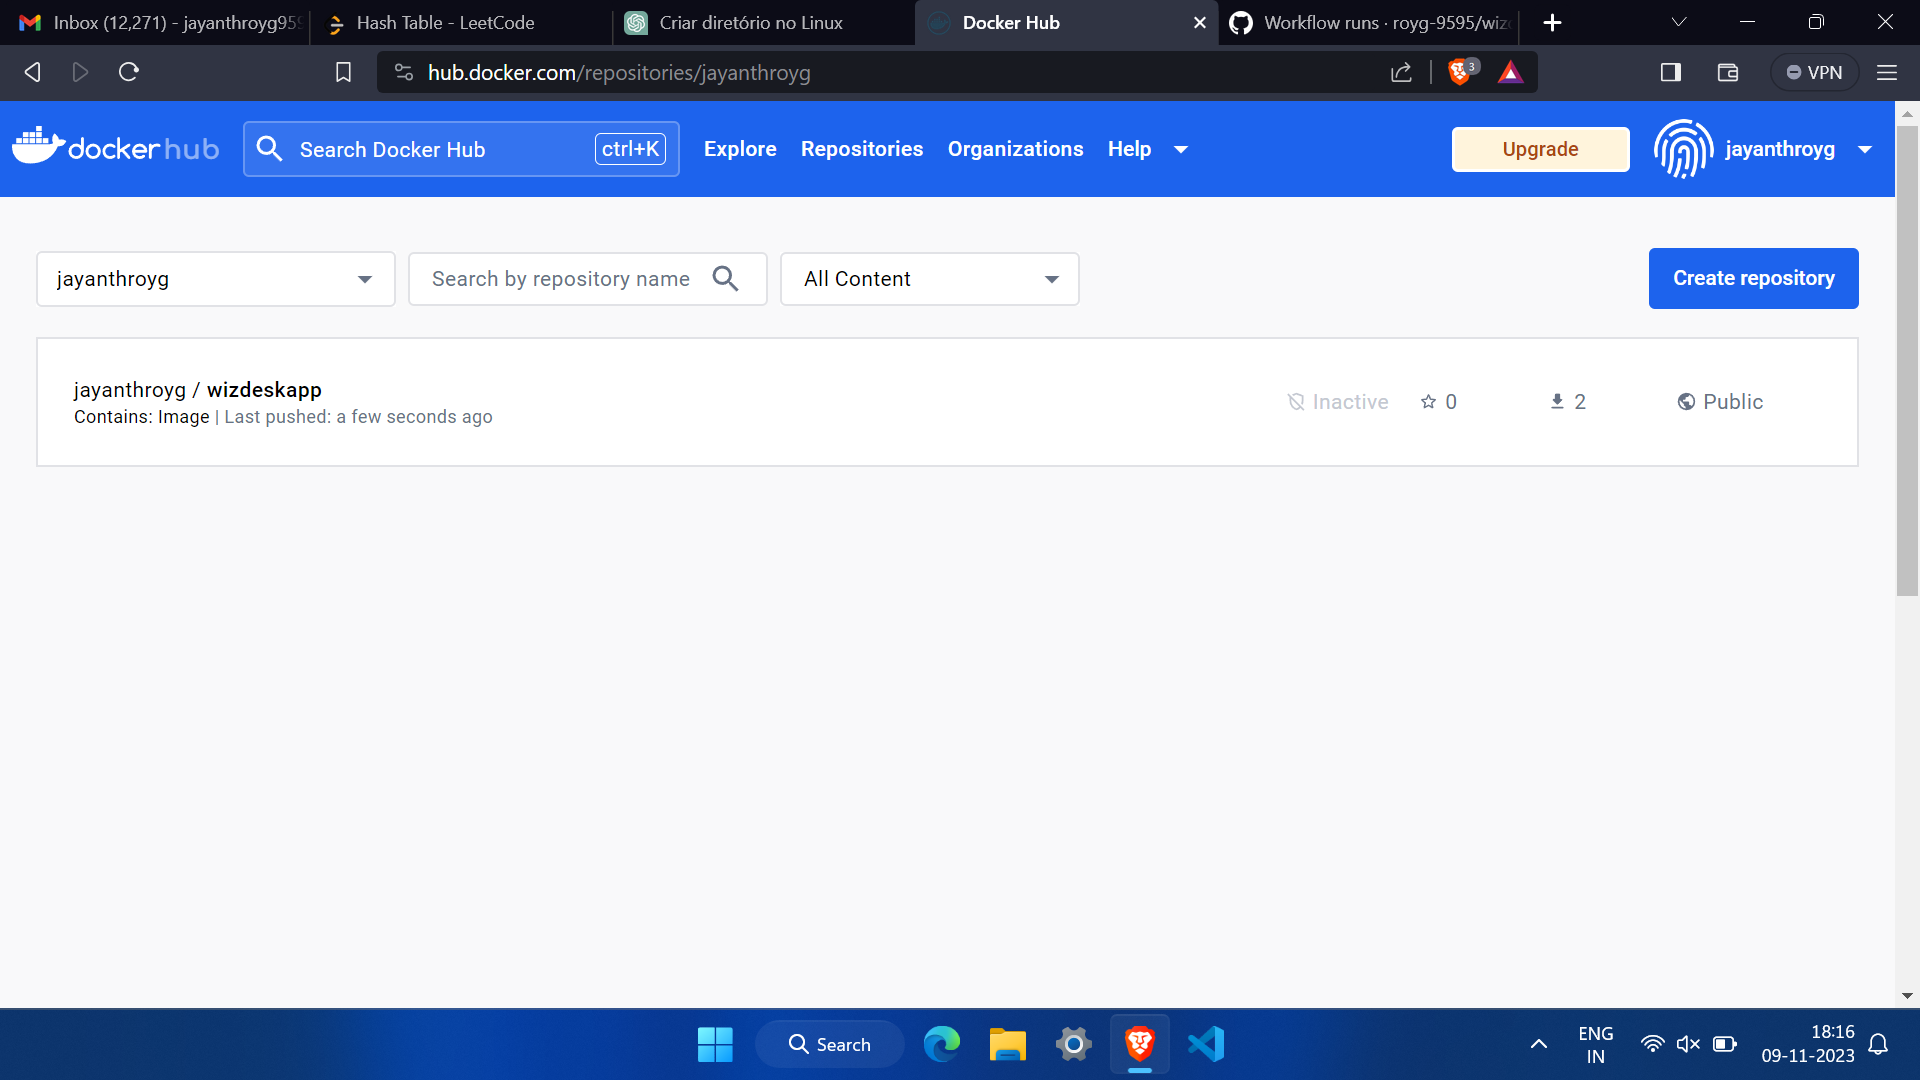 Inbox (12,271) - jayanthroyg959
Hash Table - LeetCode
Criar diretório no Linux
Docker Hub
Workflow runs · royg-9595/wiz
hub.docker.com/repositories/jayanthroyg
3
VPN
dockerhub
Search Docker Hub
ctrl+K
Explore
Repositories
Organizations
Help
Upgrade
jayanthroyg
jayanthroyg
Search by repository name
All Content
Create repository
jayanthroyg / wizdeskapp
Contains: Image | Last pushed: a few seconds ago
Inactive
0
2
Public
Search
ENG
IN
18:16
09-11-2023